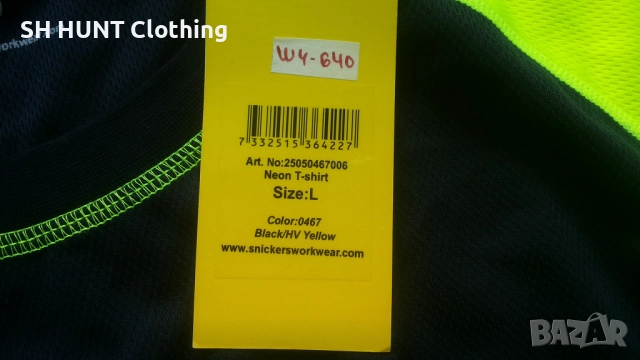 SH HUNT Clothing
W4-640
7 332515 364227
Art. No:25050467006
Neon T-shirt
Size:L
Color:0467
Black/HV Yellow
www.snickersworkwear.com
BAZAR